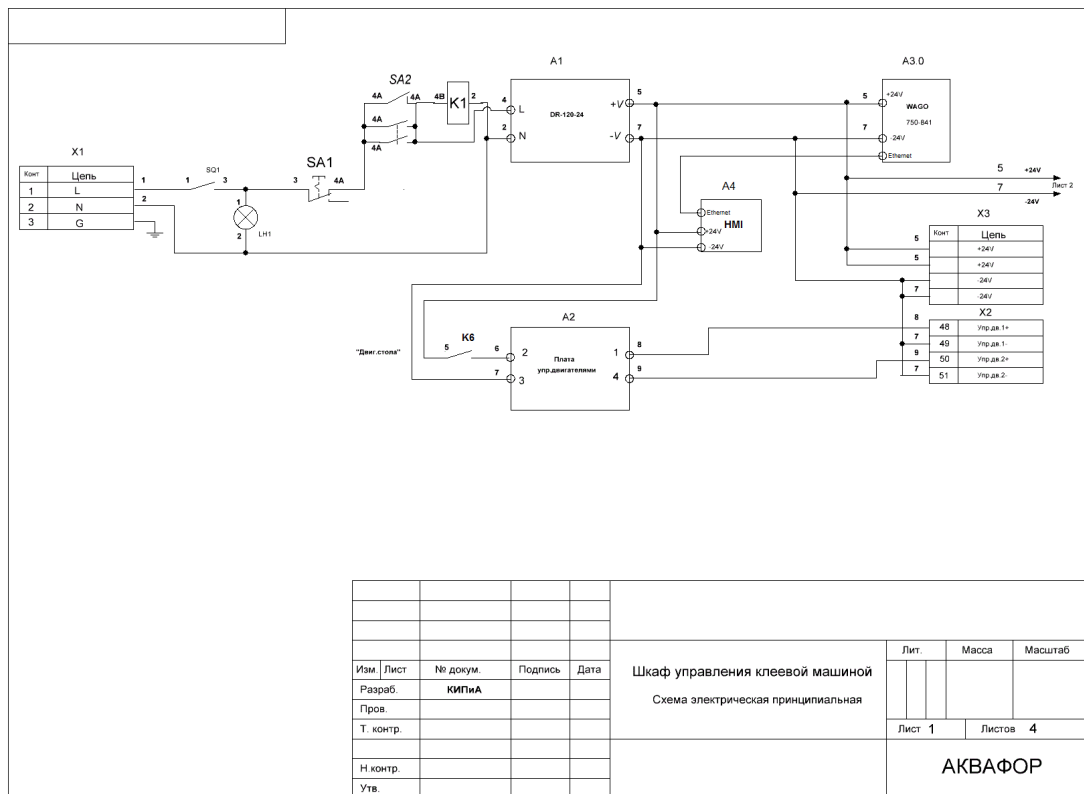 A1
A3.0
SA2
4A
4A
4B
K1
2
4
L
+V
5
DR-120-24
5
+24V
WAGO
750-841
4A
4A
2
N
-V
7
7
-24V
Ethernet
X1
Конт
Цепь
1
L
2
N
3
G
1
2
SQ1
1
3
SA1
3
4A
1
2
LH1
A4
Ethernet
HMI
+24V
-24V
5
+24V
Лист 2
7
-24V
X3
Конт
Цепь
5
+24V
5
+24V
-24V
7
-24V
X2
8
48
Упр.дв.1+
7
49
Упр.дв.1-
9
50
Упр.дв.2+
7
51
Упр.дв.2-
A2
"Двиг.стола"
K6
5
6
2
7
3
Плата
упр.двигателями
1
8
4
9
Изм.
Лист
№ докум.
Подпись
Дата
Разраб.
КИПиА
Пров.
Т. контр.
Н.контр.
Утв.
Шкаф управления клеевой машиной
Схема электрическая принципиальная
Лит.
Масса
Масштаб
Лист 1
Листов 4
АКВАФОР